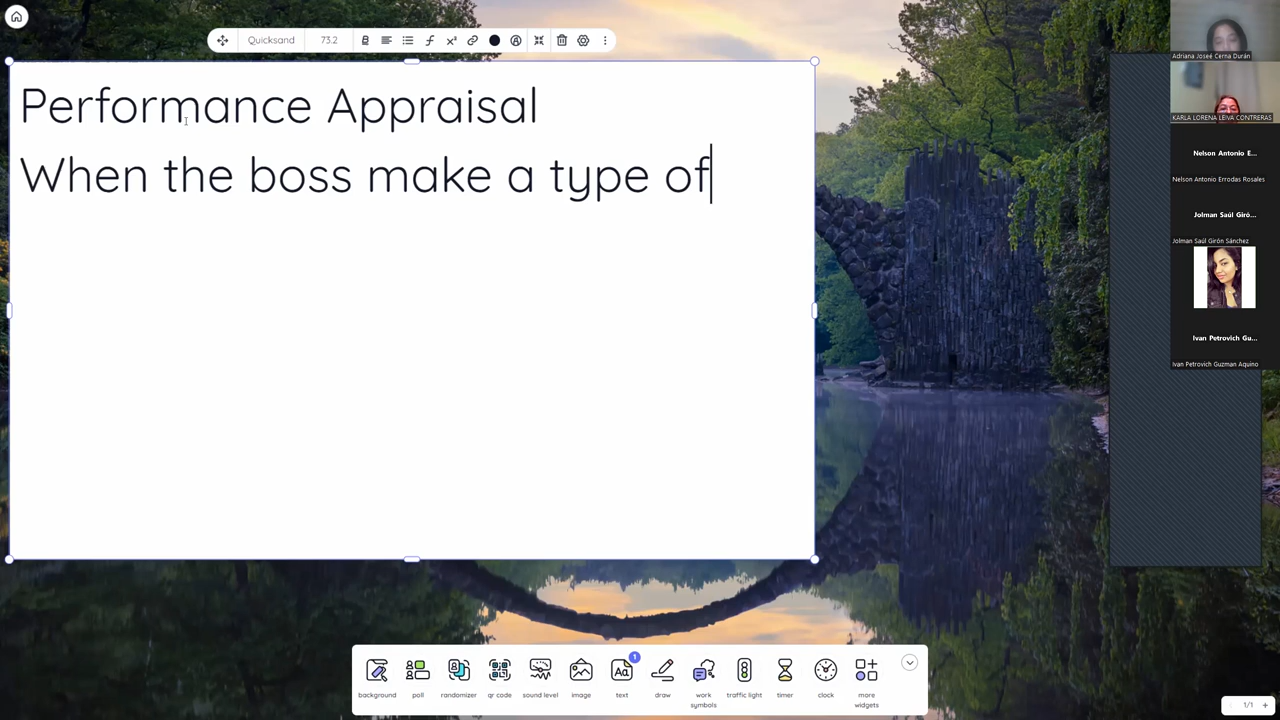 Quicksand 73.2
Performance Appraisal
When the boss make a type of
Adriana Joseé Cerna Durán
KARLA LORENA LEIVA CONTRERAS
Nelson Antonio E...
Nelson Antonio Errodas Rosales
Jolman Saúl Giró...
Jolman Saúl Girón Sánchez
Ivan Petrovich Gu...
Ivan Petrovich Guzman Aquino
1
background poll randomizer qr code sound level image text draw work symbols traffic light timer clock more widgets
1/1